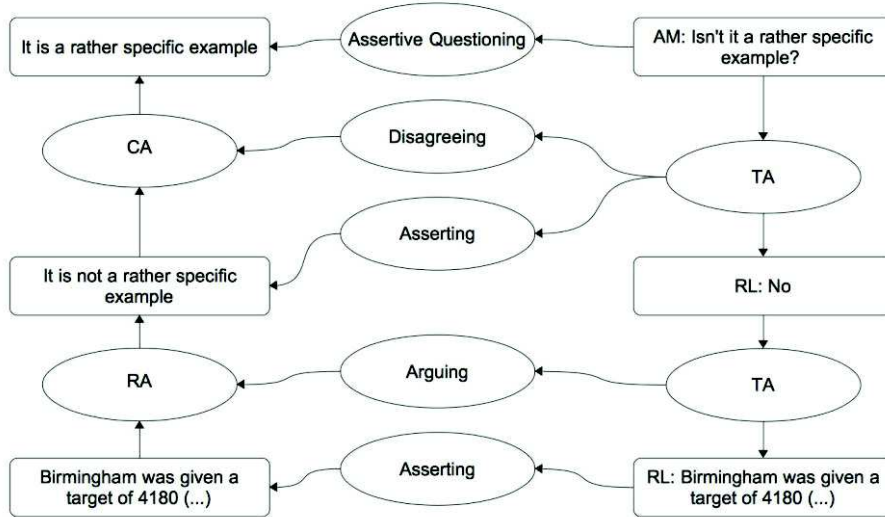 It is a rather specific example
Assertive Questioning
AM: Isn't it a rather specific
example?
CA
Disagreeing
TA
Asserting
It is not a rather specific
example
RL: No
RA
Arguing
TA
Birmingham was given a
target of 4180 (...)
Asserting
RL: Birmingham was given a
target of 4180 (...)